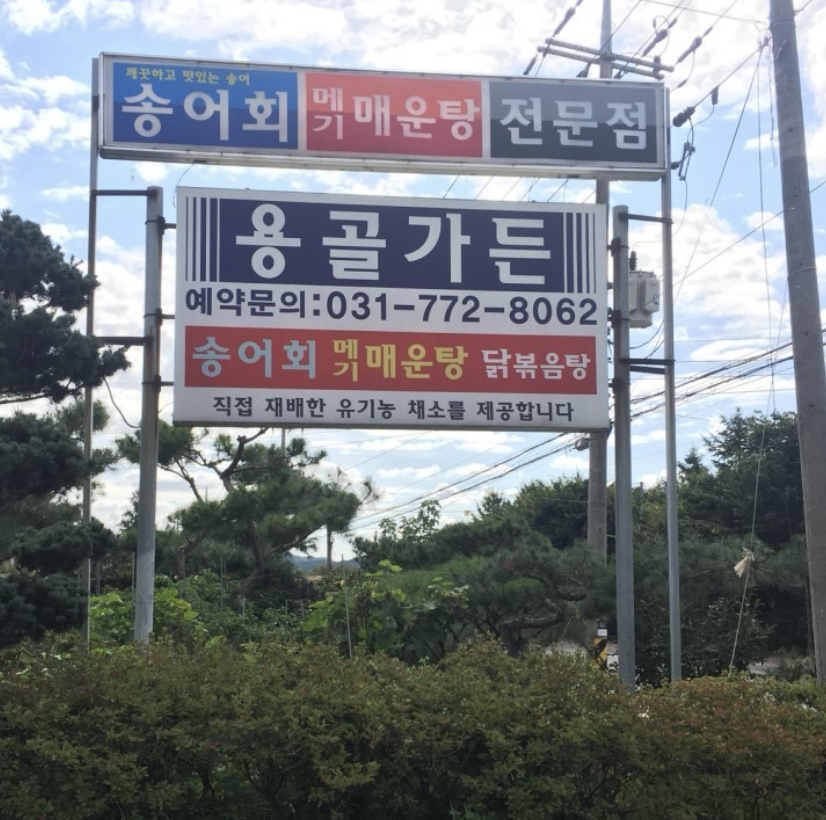 깨끗하고 맛있는 송어
송어회 메기 매운탕 전문점
용골가든
예약문의:031-772-8062
송어회 메기 매운탕 닭볶음탕
직접 재배한 유기농 채소를 제공합니다